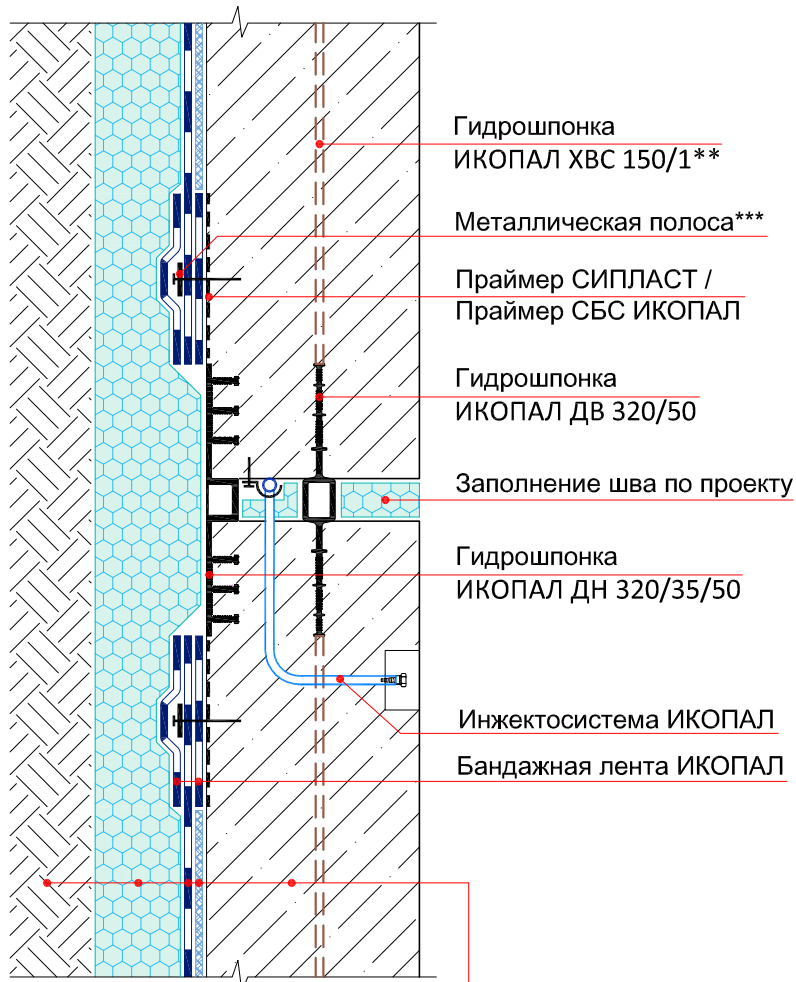 Гидрошпонка
ИКОПАЛ ХВС 150/1**
Металлическая полоса***
Праймер СИПЛАСТ /
Праймер СБС ИКОПАЛ
Гидрошпонка
ИКОПАЛ ДВ 320/50
Заполнение шва по проекту
Гидрошпонка
ИКОПАЛ ДН 320/35/50
Инжектосистема ИКОПАЛ
Бандажная лента ИКОПАЛ